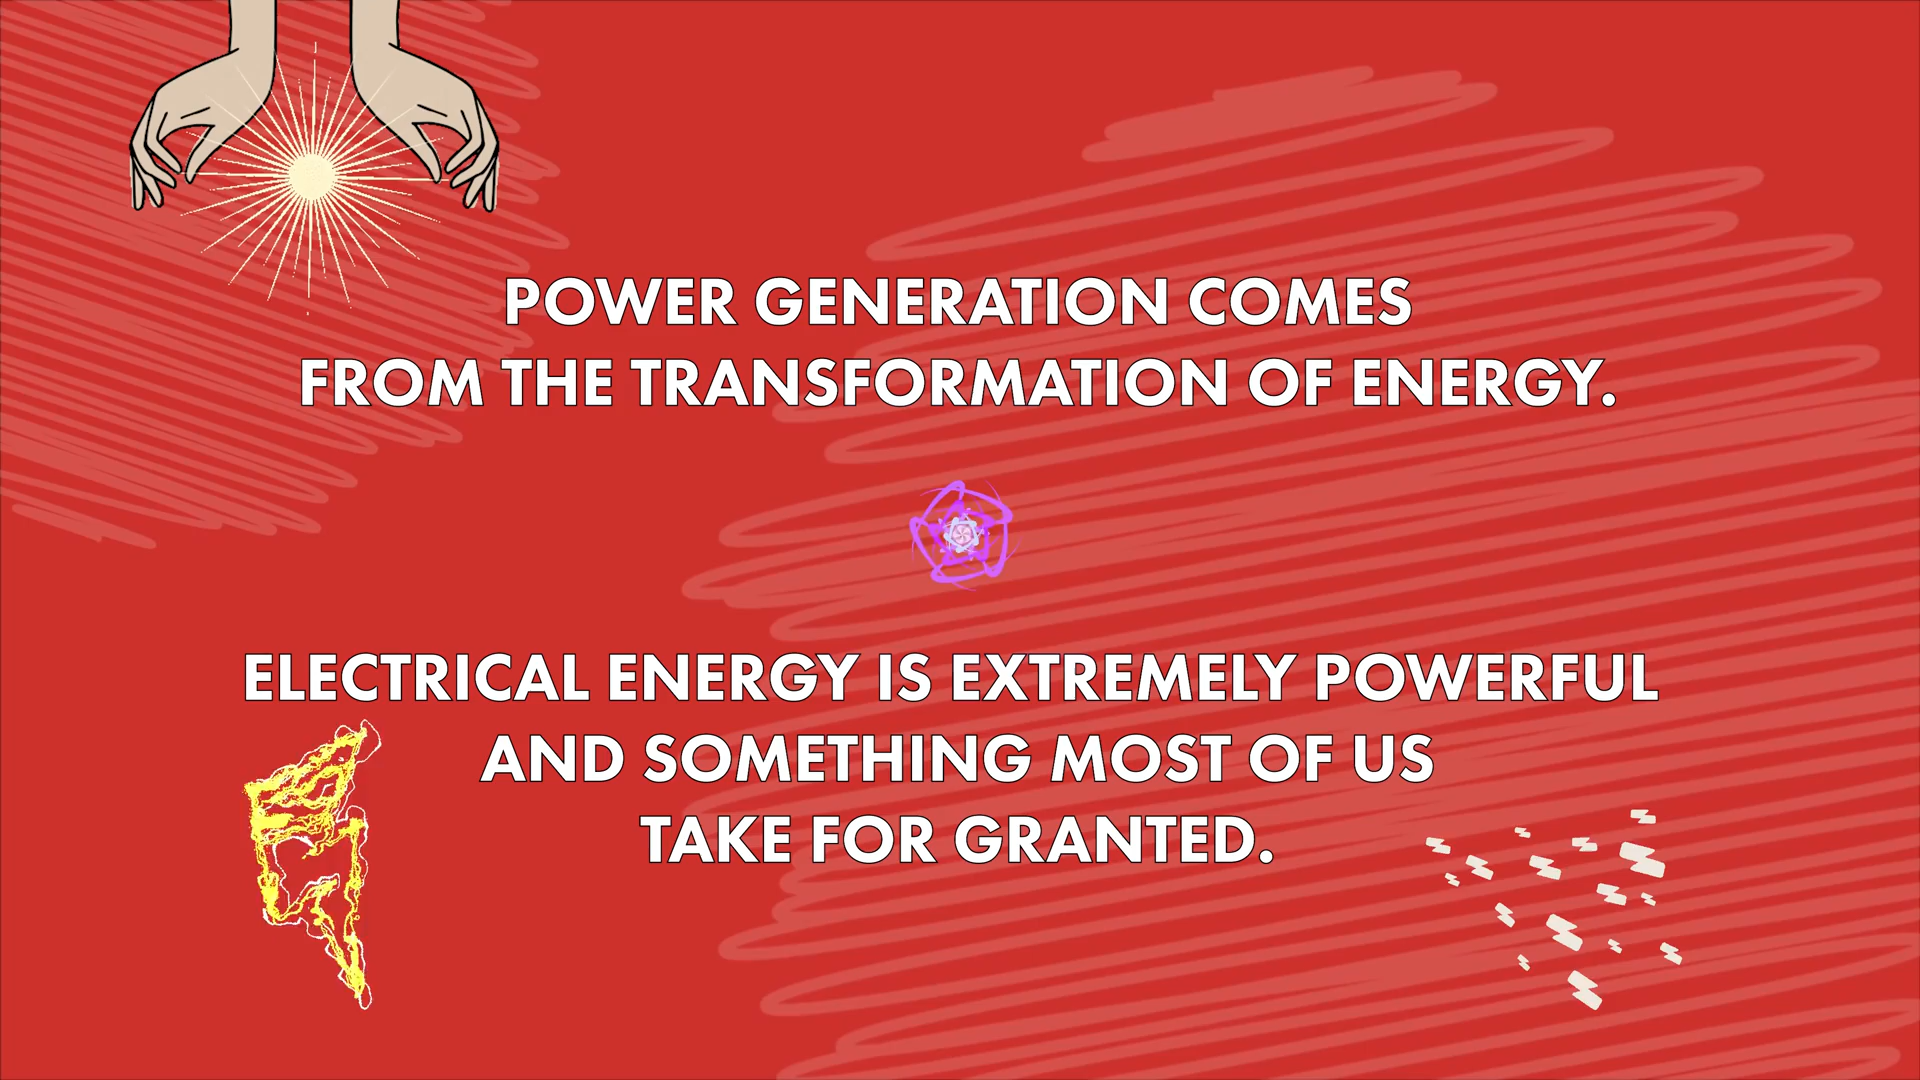 POWER GENERATION COMES
FROM THE TRANSFORMATION OF ENERGY.
ELECTRICAL ENERGY IS EXTREMELY POWERFUL
AND SOMETHING MOST OF US
TAKE FOR GRANTED.